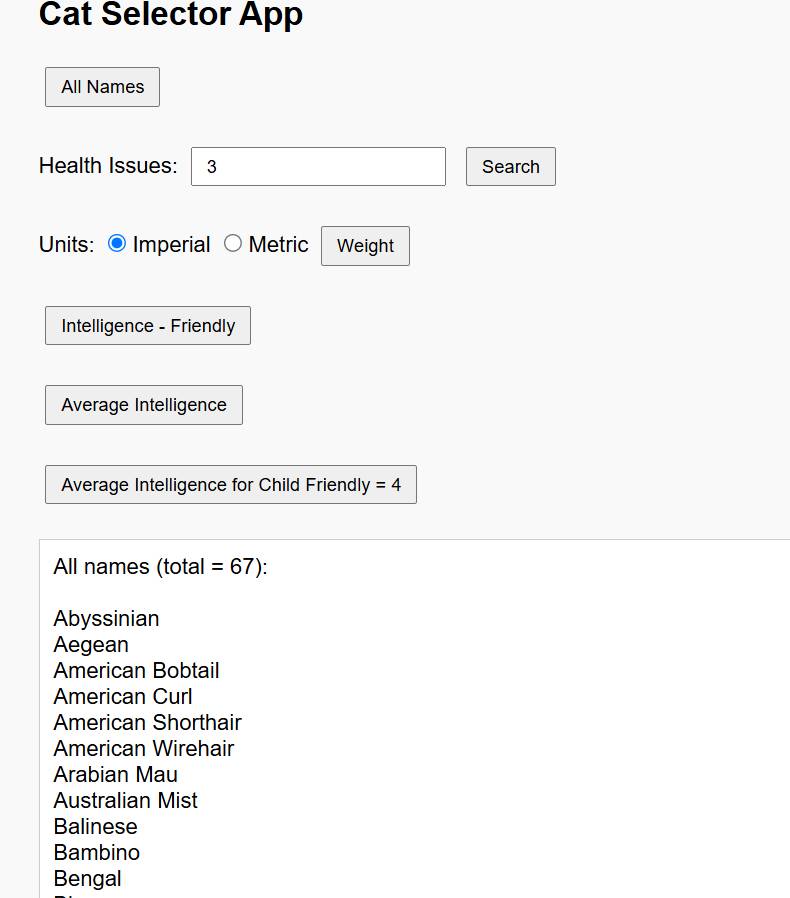 Cat Selector App
All Names
Health Issues: 3 Search
Units: Imperial Metric Weight
Intelligence - Friendly
Average Intelligence
Average Intelligence for Child Friendly = 4
All names (total = 67):
Abyssinian
Aegean
American Bobtail
American Curl
American Shorthair
American Wirehair
Arabian Mau
Australian Mist
Balinese
Bambino
Bengal